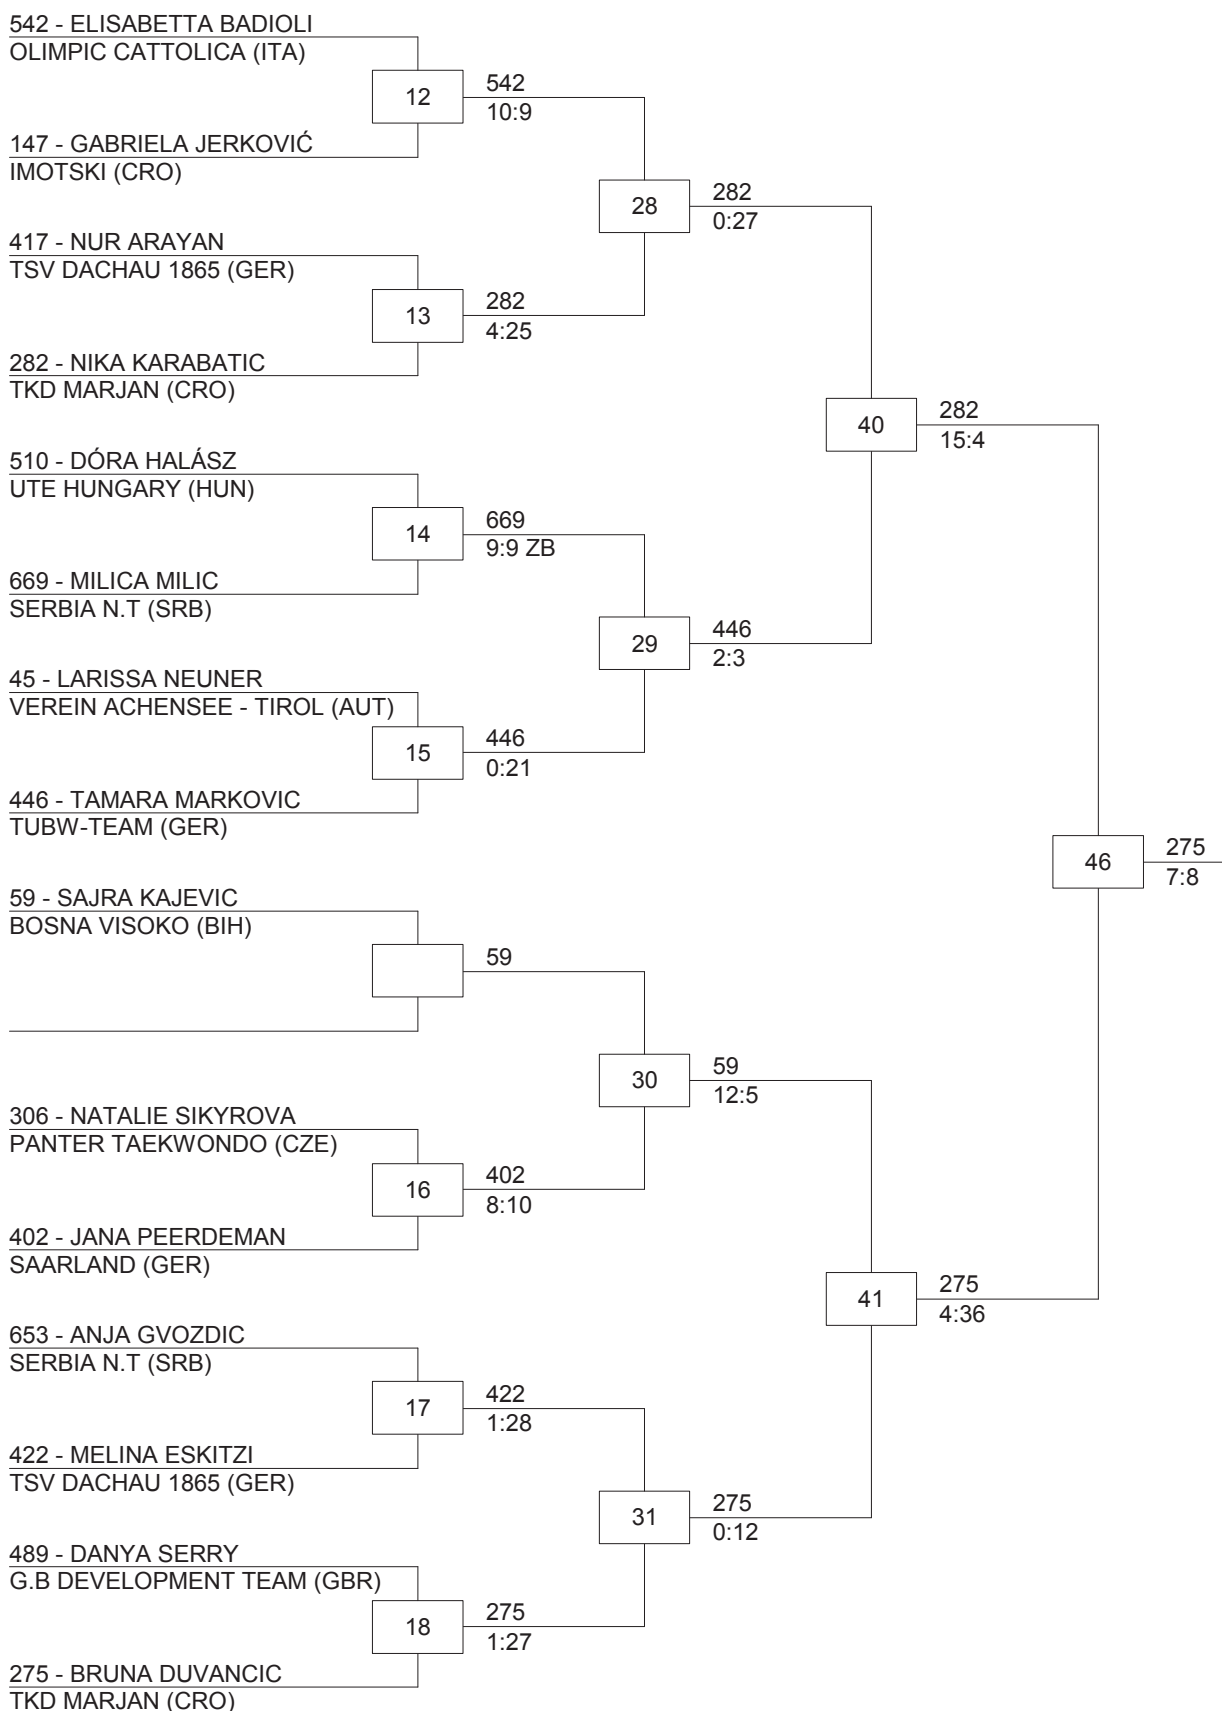 542 - ELISABETTA BADIOLI
OLIMPIC CATTOLICA (ITA)
12
542
10:9
147 - GABRIELA JERKOVIĆ
IMOTSKI (CRO)
28
282
0:27
417 - NUR ARAYAN
TSV DACHAU 1865 (GER)
13
282
4:25
282 - NIKA KARABATIC
TKD MARJAN (CRO)
40
282
15:4
510 - DÓRA HALÁSZ
UTE HUNGARY (HUN)
14
669
9:9 ZB
669 - MILICA MILIC
SERBIA N.T (SRB)
29
446
2:3
45 - LARISSA NEUNER
VEREIN ACHENSEE - TIROL (AUT)
15
446
0:21
446 - TAMARA MARKOVIC
TUBW-TEAM (GER)
46
275
7:8
59 - SAJRA KAJEVIC
BOSNA VISOKO (BIH)
59
30
59
12:5
306 - NATALIE SIKYROVA
PANTER TAEKWONDO (CZE)
16
402
8:10
402 - JANA PEERDEMAN
SAARLAND (GER)
41
275
4:36
653 - ANJA GVOZDIC
SERBIA N.T (SRB)
17
422
1:28
422 - MELINA ESKITZI
TSV DACHAU 1865 (GER)
31
275
0:12
489 - DANYA SERRY
G.B DEVELOPMENT TEAM (GBR)
18
275
1:27
275 - BRUNA DUVANCIC
TKD MARJAN (CRO)